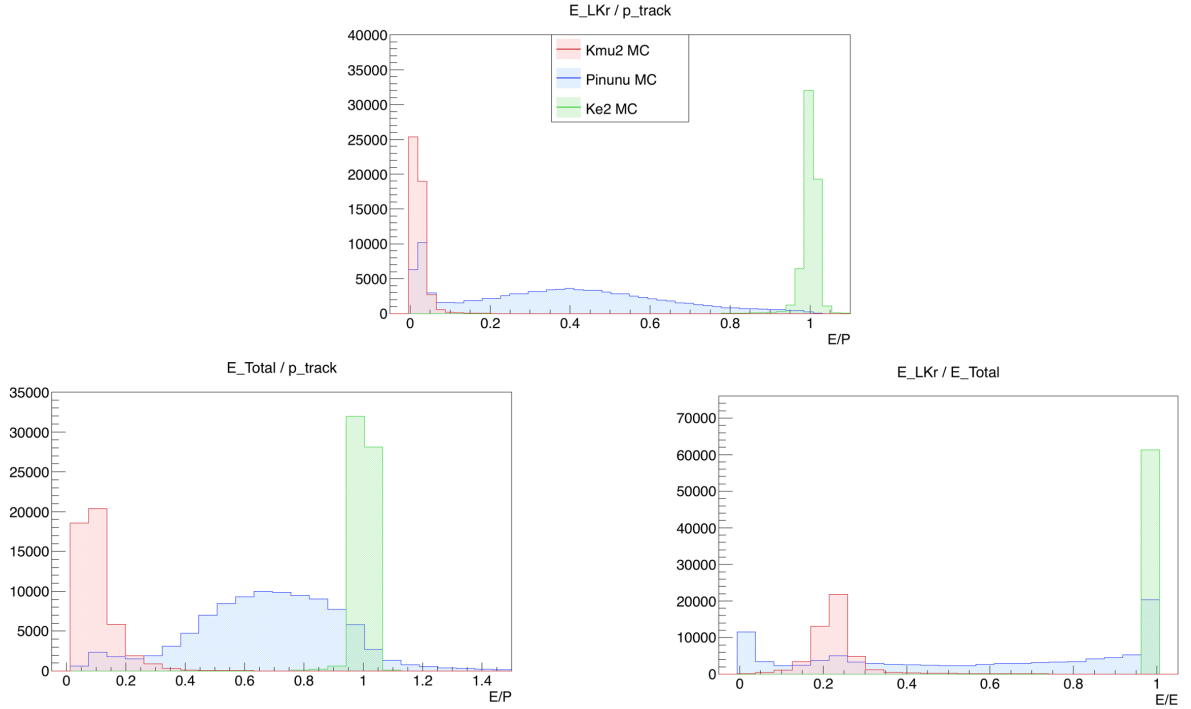 E_LKr / p_track
40000
35000
30000
25000
20000
15000
10000
5000
0
Kmu2 MC
Pinunu MC
Ke2 MC
0 0.2 0.4 0.6 0.8 1
E/P
E_Total / p_track
35000
30000
25000
20000
15000
10000
5000
0
0 0.2 0.4 0.6 0.8 1 1.2 1.4
E/P
E_LKr / E_Total
70000
60000
50000
40000
30000
20000
10000
0
0 0.2 0.4 0.6 0.8 1
E/E